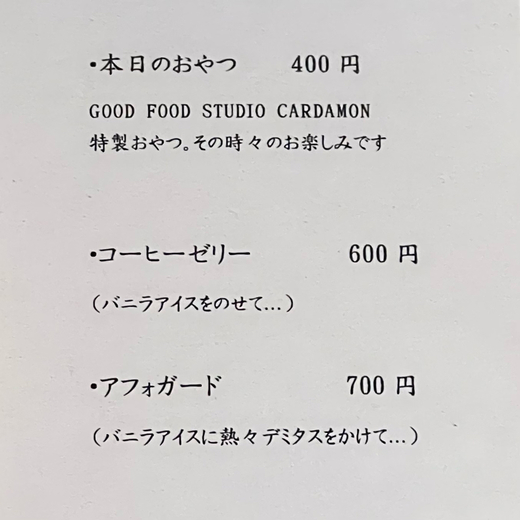 ・本日のおやつ 400 円
GOOD FOOD STUDIO CARDAMON
特製おやつ。その時々のお楽しみです
・コーヒーゼリー 600 円
（バニラアイスをのせて…）
・アフォガード 700 円
（バニラアイスに熱々デミタスをかけて…）